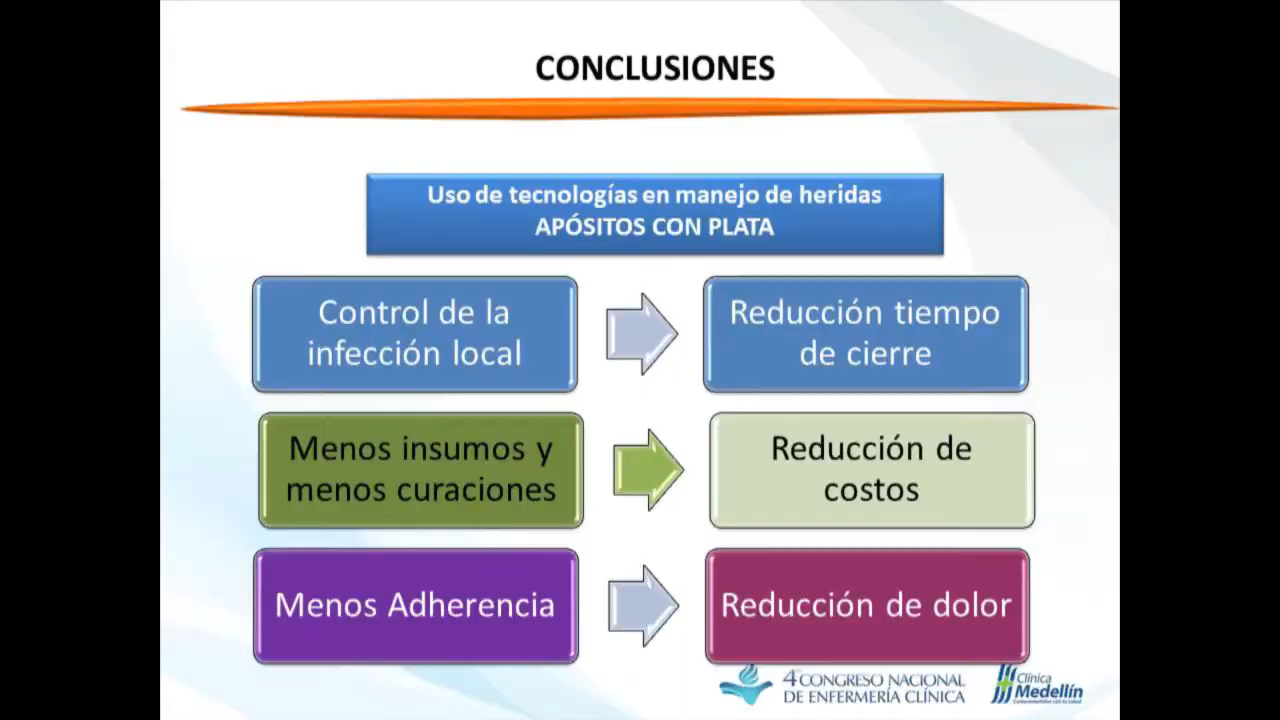 CONCLUSIONES
Uso de tecnologías en manejo de heridas
APÓSITOS CON PLATA
Control de la
infección local
Reducción tiempo
de cierre
Menos insumos y
menos curaciones
Reducción de
costos
Menos Adherencia
Reducción de dolor
4 CONGRESO NACIONAL
DE ENFERMERÍA CLÍNICA
Clínica
Medellín